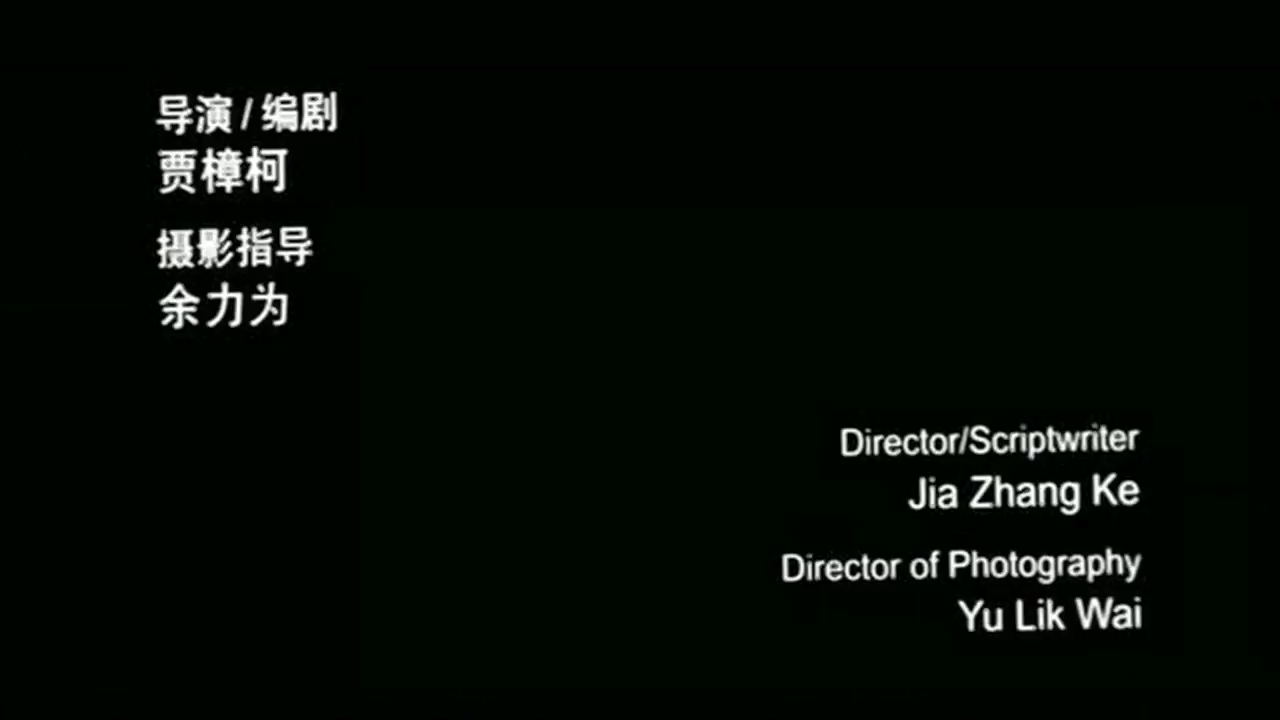 导演 / 编剧
贾樟柯
摄影指导
余力为
Director/Scriptwriter
Jia Zhang Ke
Director of Photography
Yu Lik Wai